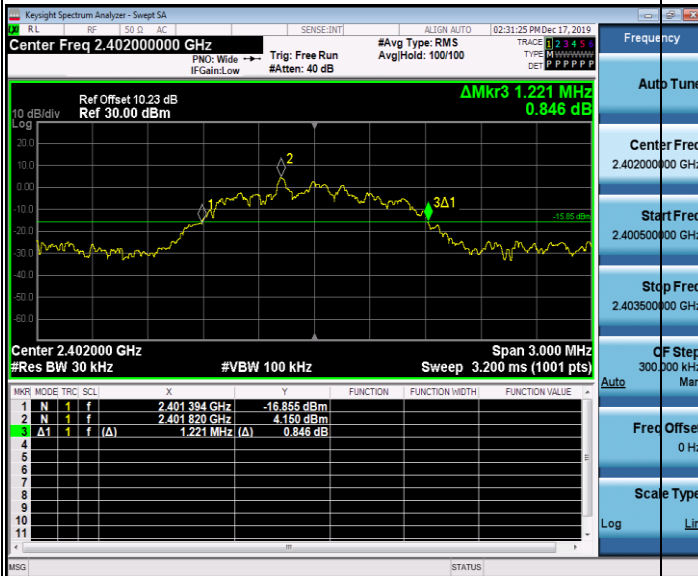 Keysight Spectrum Analyzer - Swept SA
RL RF 50 Ω AC SENSE:INT ALIGN AUTO 02:31:25 PM Dec 17, 2019
Center Freq 2.402000000 GHz
PNO: Wide
IFGain:Low
Trig: Free Run
#Atten: 40 dB
#Avg Type: RMS
Avg|Hold: 100/100
TRACE 1 2 3 4 5 6
TYPE M W W W W W
DET P P P P P P
Ref Offset 10.23 dB
Ref 30.00 dBm
ΔMkr3 1.221 MHz
0.846 dB
10 dB/div
Log
20.0
10.0
0.00
-10.0
-20.0
-30.0
-40.0
-50.0
-60.0
1
2
3Δ1
-15.85 dBm
Center 2.402000 GHz Span 3.000 MHz
#Res BW 30 kHz #VBW 100 kHz Sweep 3.200 ms (1001 pts)
MKR MODE TRC SCL X Y FUNCTION FUNCTION WIDTH FUNCTION VALUE
1 N 1 f 2.401 394 GHz -16.855 dBm
2 N 1 f 2.401 820 GHz 4.150 dBm
3 Δ1 1 f (Δ) 1.221 MHz (Δ) 0.846 dB
4
5
6
7
8
9
10
11
MSG STATUS
Frequency
Auto Tune
Center Freq
2.402000000 GHz
Start Freq
2.400500000 GHz
Stop Freq
2.403500000 GHz
CF Step
300.000 kHz
Auto Man
Freq Offset
0 Hz
Scale Type
Log Lin